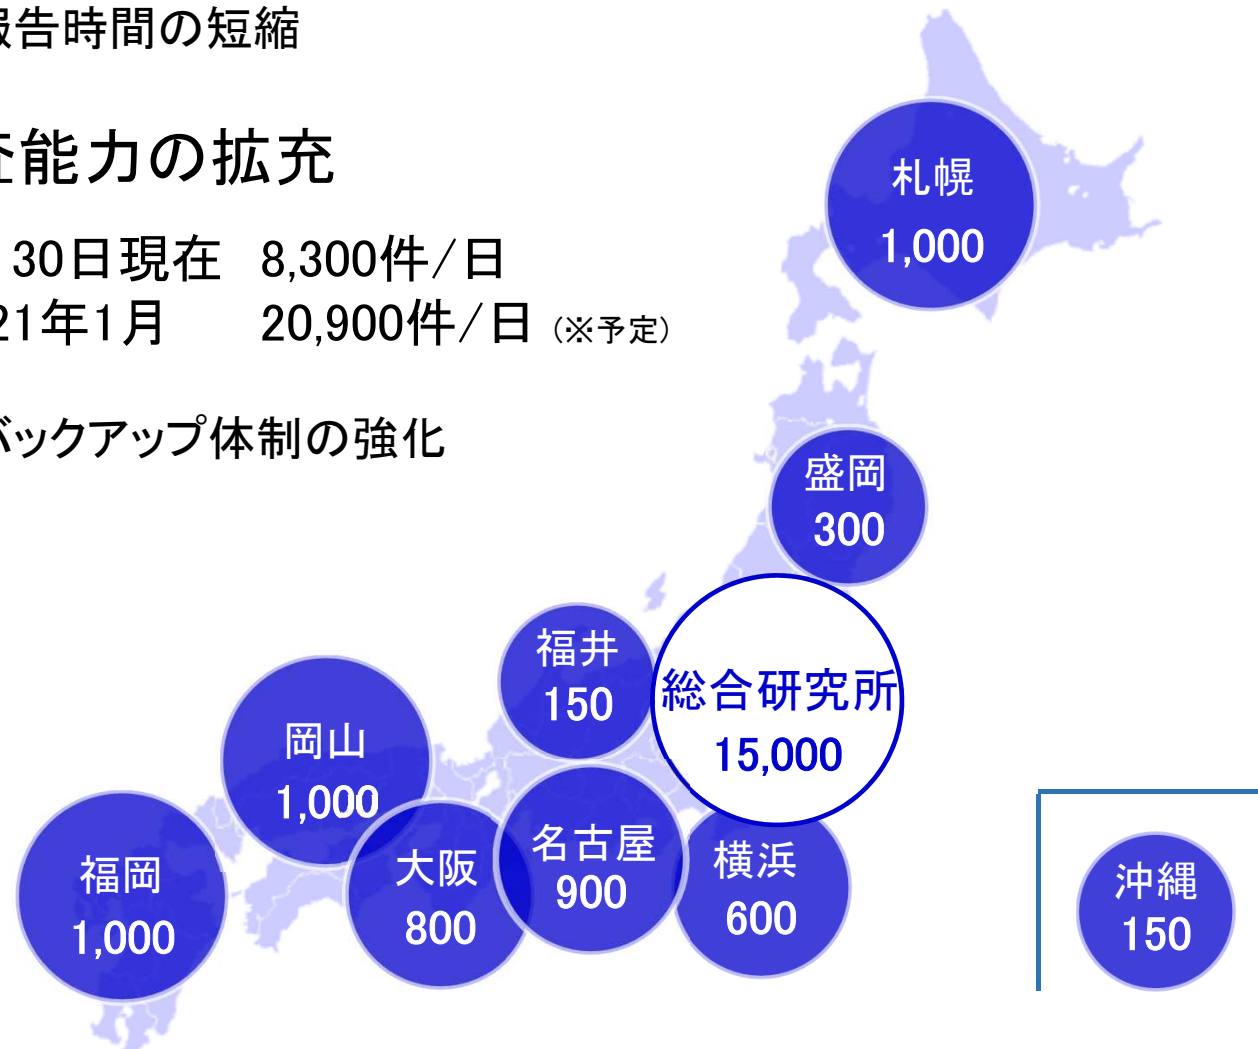 告時間の短縮
能力の拡充
30日現在 8,300件/日
21年1月 20,900件/日 (※予定)
バックアップ体制の強化
札幌
1,000
盛岡
300
福井
150
総合研究所
15,000
岡山
1,000
福岡
1,000
大阪
800
名古屋
900
横浜
600
沖縄
150